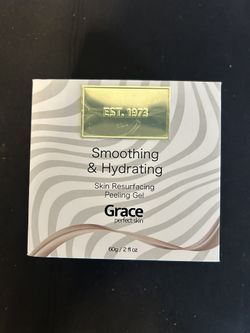 EST. 1973
Smoothing
& Hydrating
Skin Resurfacing
Peeling Gel
Grace
perfect skin
60g / 2 fl oz